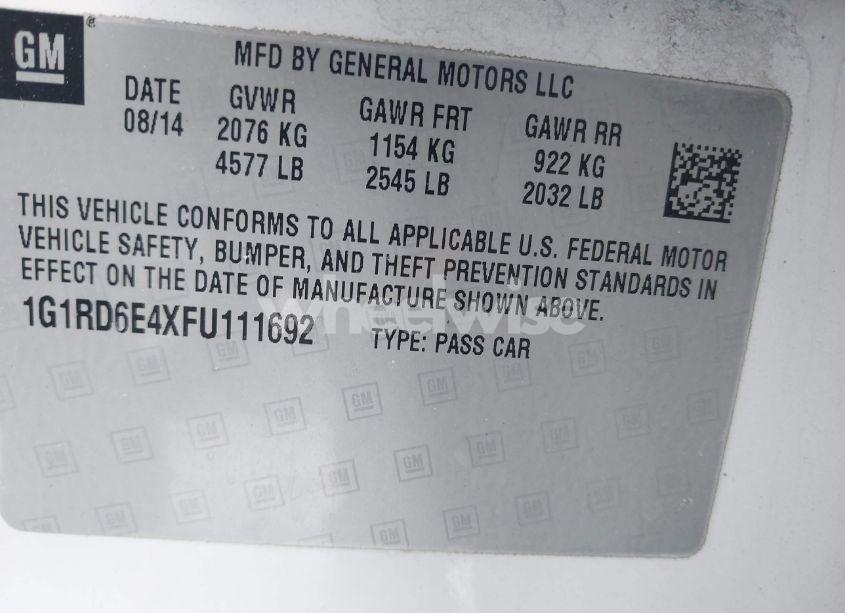 GM
MFD BY GENERAL MOTORS LLC
DATE GVWR GAWR FRT GAWR RR
08/14 2076 KG 1154 KG 922 KG
4577 LB 2545 LB 2032 LB
THIS VEHICLE CONFORMS TO ALL APPLICABLE U.S. FEDERAL MOTOR
VEHICLE SAFETY, BUMPER, AND THEFT PREVENTION STANDARDS IN
EFFECT ON THE DATE OF MANUFACTURE SHOWN ABOVE.
1G1RD6E4XFU111692 TYPE: PASS CAR
wheelwise